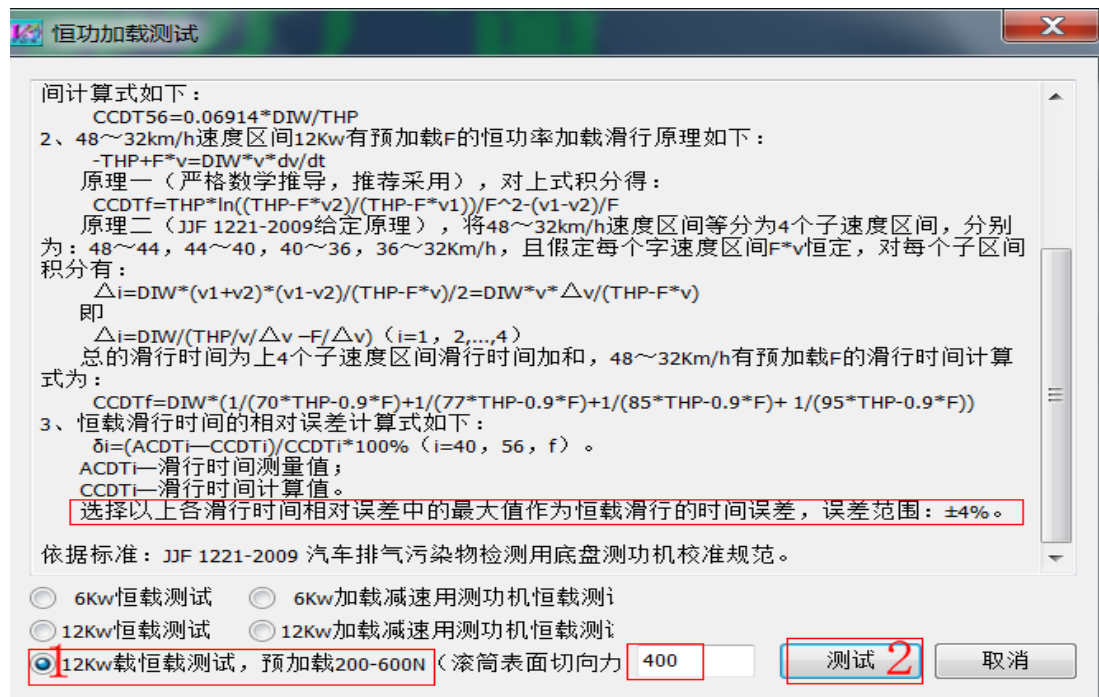 恒功加载测试
间计算式如下：
CCDT56=0.06914*DIW/THP
2、48～32km/h速度区间12Kw有预加载F的恒功率加载滑行原理如下：
-THP+F*v=DIW*v*dv/dt
原理一（严格数学推导，推荐采用），对上式积分得：
CCDTf=THP*ln((THP-F*v2)/(THP-F*v1))/F^2-(v1-v2)/F
原理二（JJF 1221-2009给定原理），将48～32km/h速度区间等分为4个子速度区间，分别
为：48～44，44～40，40～36，36～32Km/h，且假定每个字速度区间F*v恒定，对每个子区间
积分有：
△i=DIW*(v1+v2)*(v1-v2)/(THP-F*v)/2=DIW*v*△v/(THP-F*v)
即
△i=DIW/(THP/v/△v –F/△v)（i=1，2,...,4）
总的滑行时间为上4个子速度区间滑行时间加和，48～32Km/h有预加载F的滑行时间计算
式为：
CCDTf=DIW*(1/(70*THP-0.9*F)+1/(77*THP-0.9*F)+1/(85*THP-0.9*F)+ 1/(95*THP-0.9*F))
3、恒载滑行时间的相对误差计算式如下：
δi=(ACDTi—CCDTi)/CCDTi*100%（i=40，56，f）。
ACDTi—滑行时间测量值；
CCDTi—滑行时间计算值。
选择以上各滑行时间相对误差中的最大值作为恒载滑行的时间误差，误差范围：±4%。
依据标准：JJF 1221-2009 汽车排气污染物检测用底盘测功机校准规范。
6Kw恒载测试 6Kw加载减速用测功机恒载测
12Kw恒载测试 12Kw加载减速用测功机恒载测
1 12Kw载恒载测试，预加载200-600N（滚筒表面切向力 400 测试 2 取消